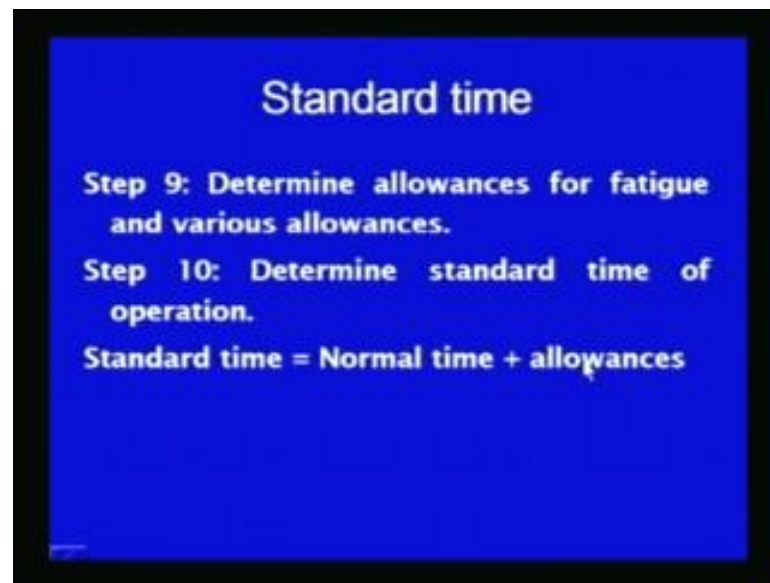 Standard time
Step 9: Determine allowances for fatigue
and various allowances.
Step 10: Determine standard time of
operation.
Standard time = Normal time + allowances